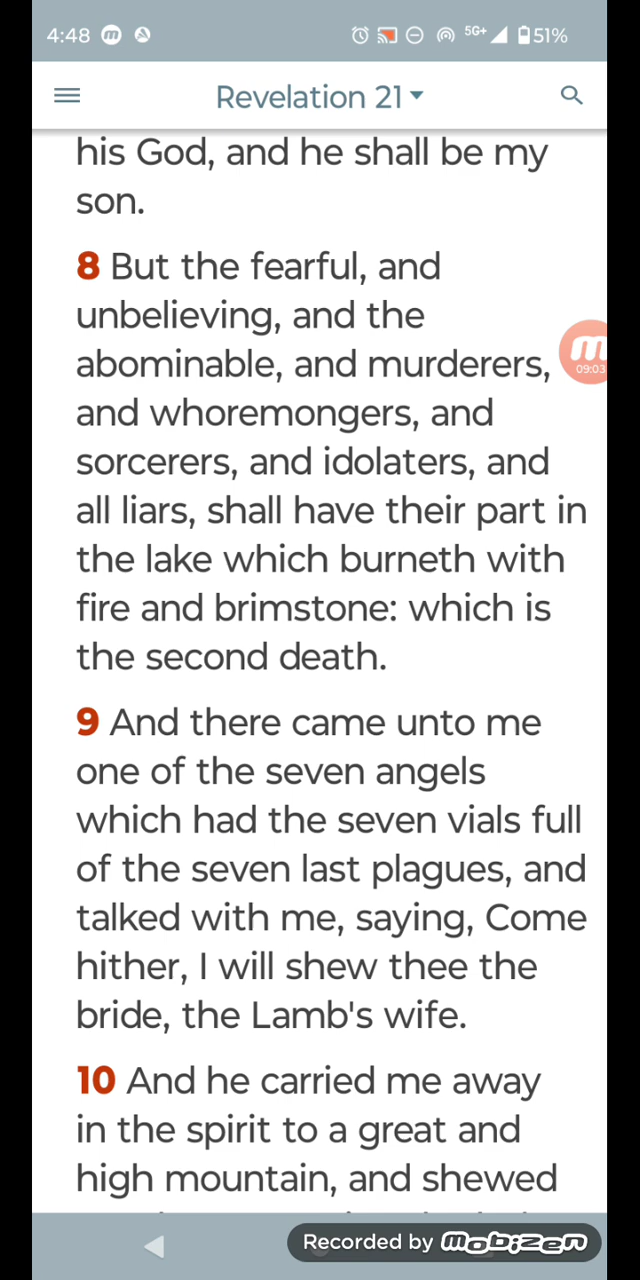 4:48 m 5G+ 51%
Revelation 21
his God, and he shall be my
son.
8 But the fearful, and
unbelieving, and the
abominable, and murderers,
m
09:03
and whoremongers, and
sorcerers, and idolaters, and
all liars, shall have their part in
the lake which burneth with
fire and brimstone: which is
the second death.
9 And there came unto me
one of the seven angels
which had the seven vials full
of the seven last plagues, and
talked with me, saying, Come
hither, I will shew thee the
bride, the Lamb's wife.
10 And he carried me away
in the spirit to a great and
high mountain, and shewed
Recorded by mobizen